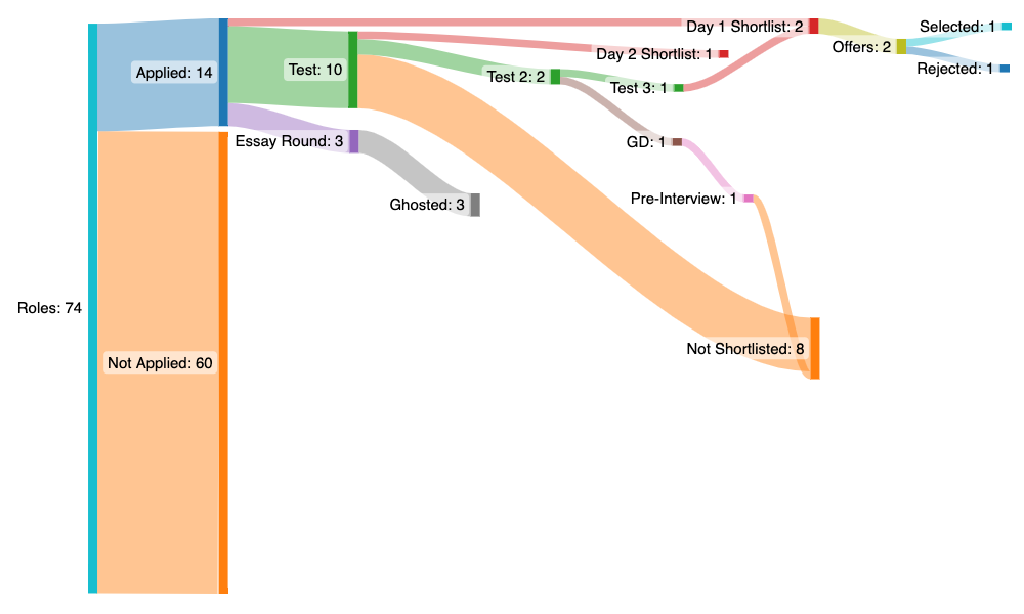 Day 1 Shortlist: 2
Selected: 1
Offers: 2
Day 2 Shortlist: 1
Rejected: 1
Applied: 14
Test: 10
Test 2: 2
Test 3: 1
Essay Round: 3
GD: 1
Pre-Interview: 1
Ghosted: 3
Roles: 74
Not Shortlisted: 8
Not Applied: 60